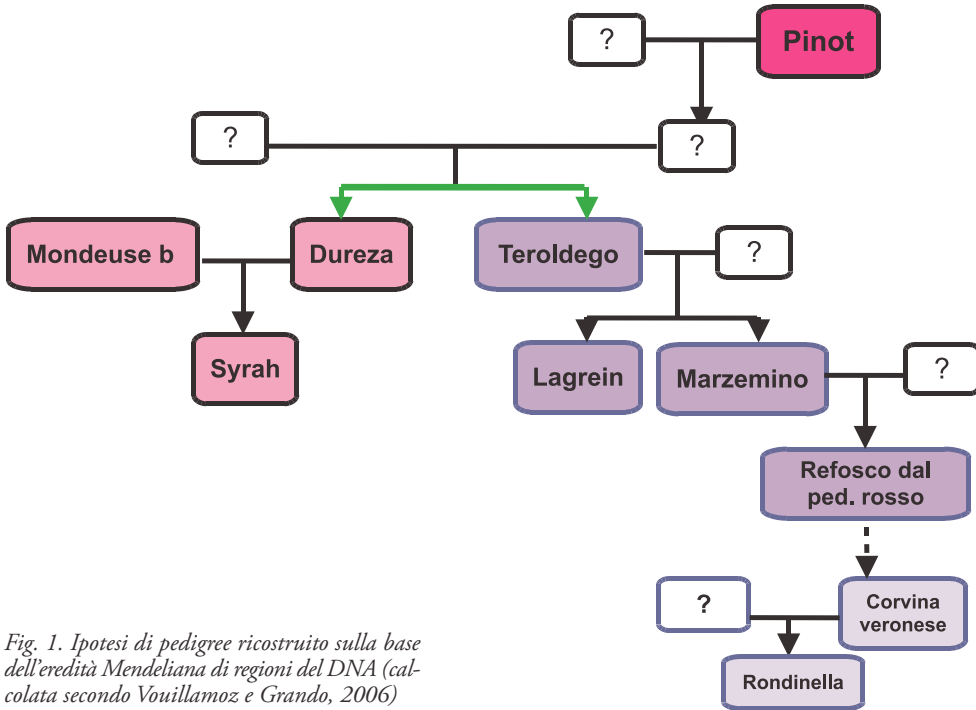 ?
Pinot
?
?
Mondeuse b
Dureza
Teroldego
?
Syrah
Lagrein
Marzemino
?
Refosco dal
ped. rosso
?
Corvina
veronese
Rondinella
Fig. 1. Ipotesi di pedigree ricostruito sulla base
dell'eredità Mendeliana di regioni del DNA (cal-
colata secondo Vouillamoz e Grando, 2006)